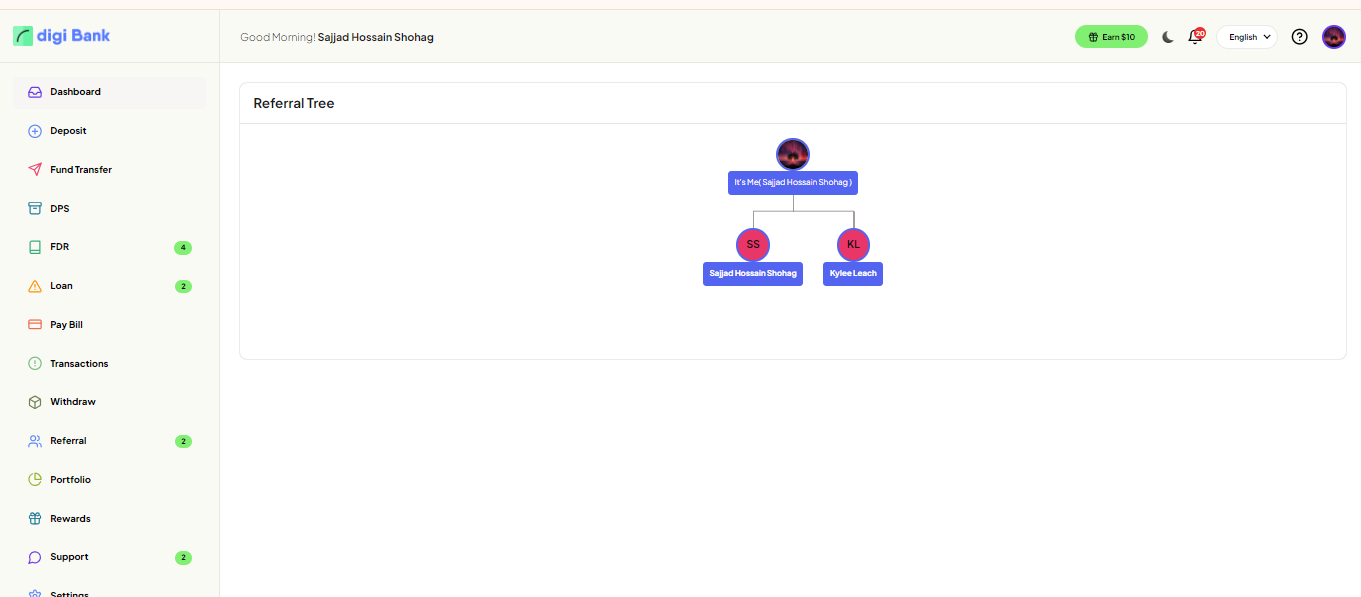 digi Bank
Good Morning! Sajjad Hossain Shohag
Earn $10
20
English
Dashboard
Deposit
Fund Transfer
DPS
FDR 4
Loan 2
Pay Bill
Transactions
Withdraw
Referral 2
Portfolio
Rewards
Support 2
Settings
Referral Tree
It's Me( Sajjad Hossain Shohag )
SS KL
Sajjad Hossain Shohag Kylee Leach